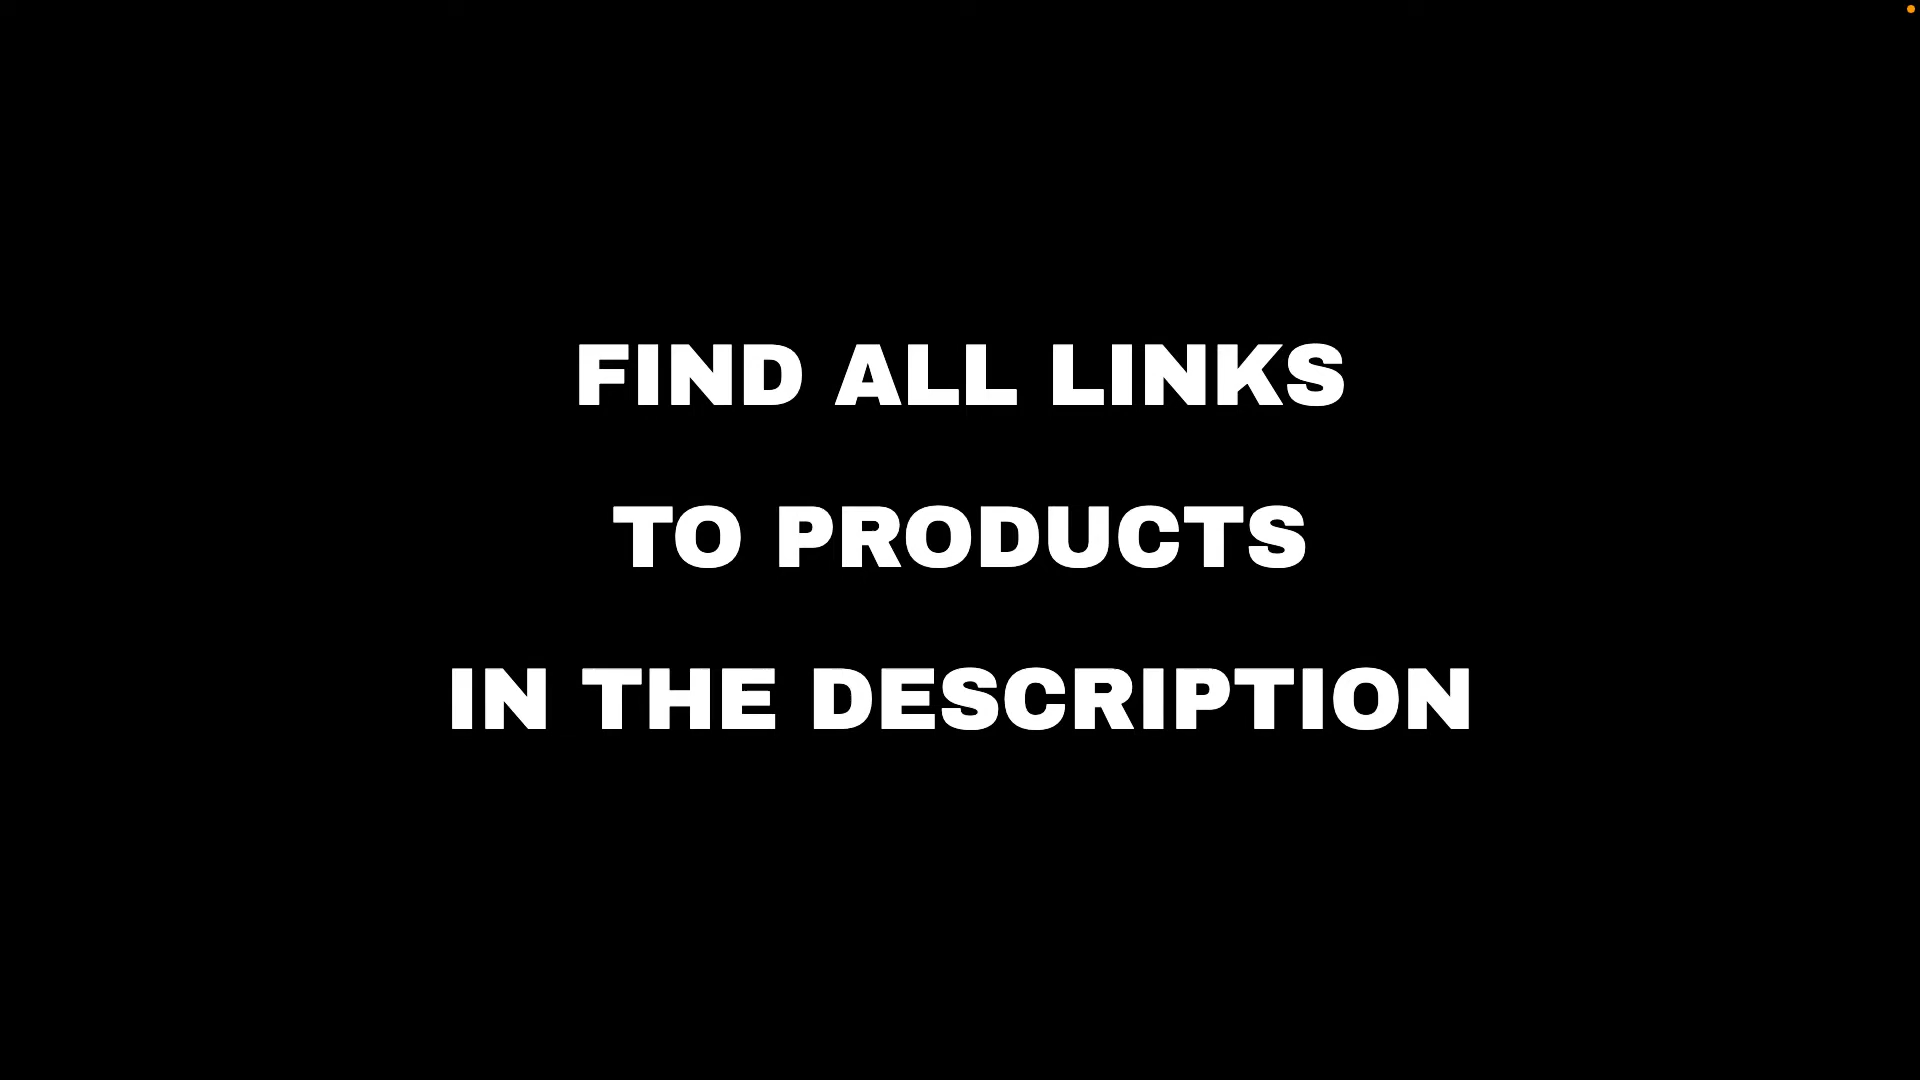 FIND ALL LINKS
TO PRODUCTS
IN THE DESCRIPTION